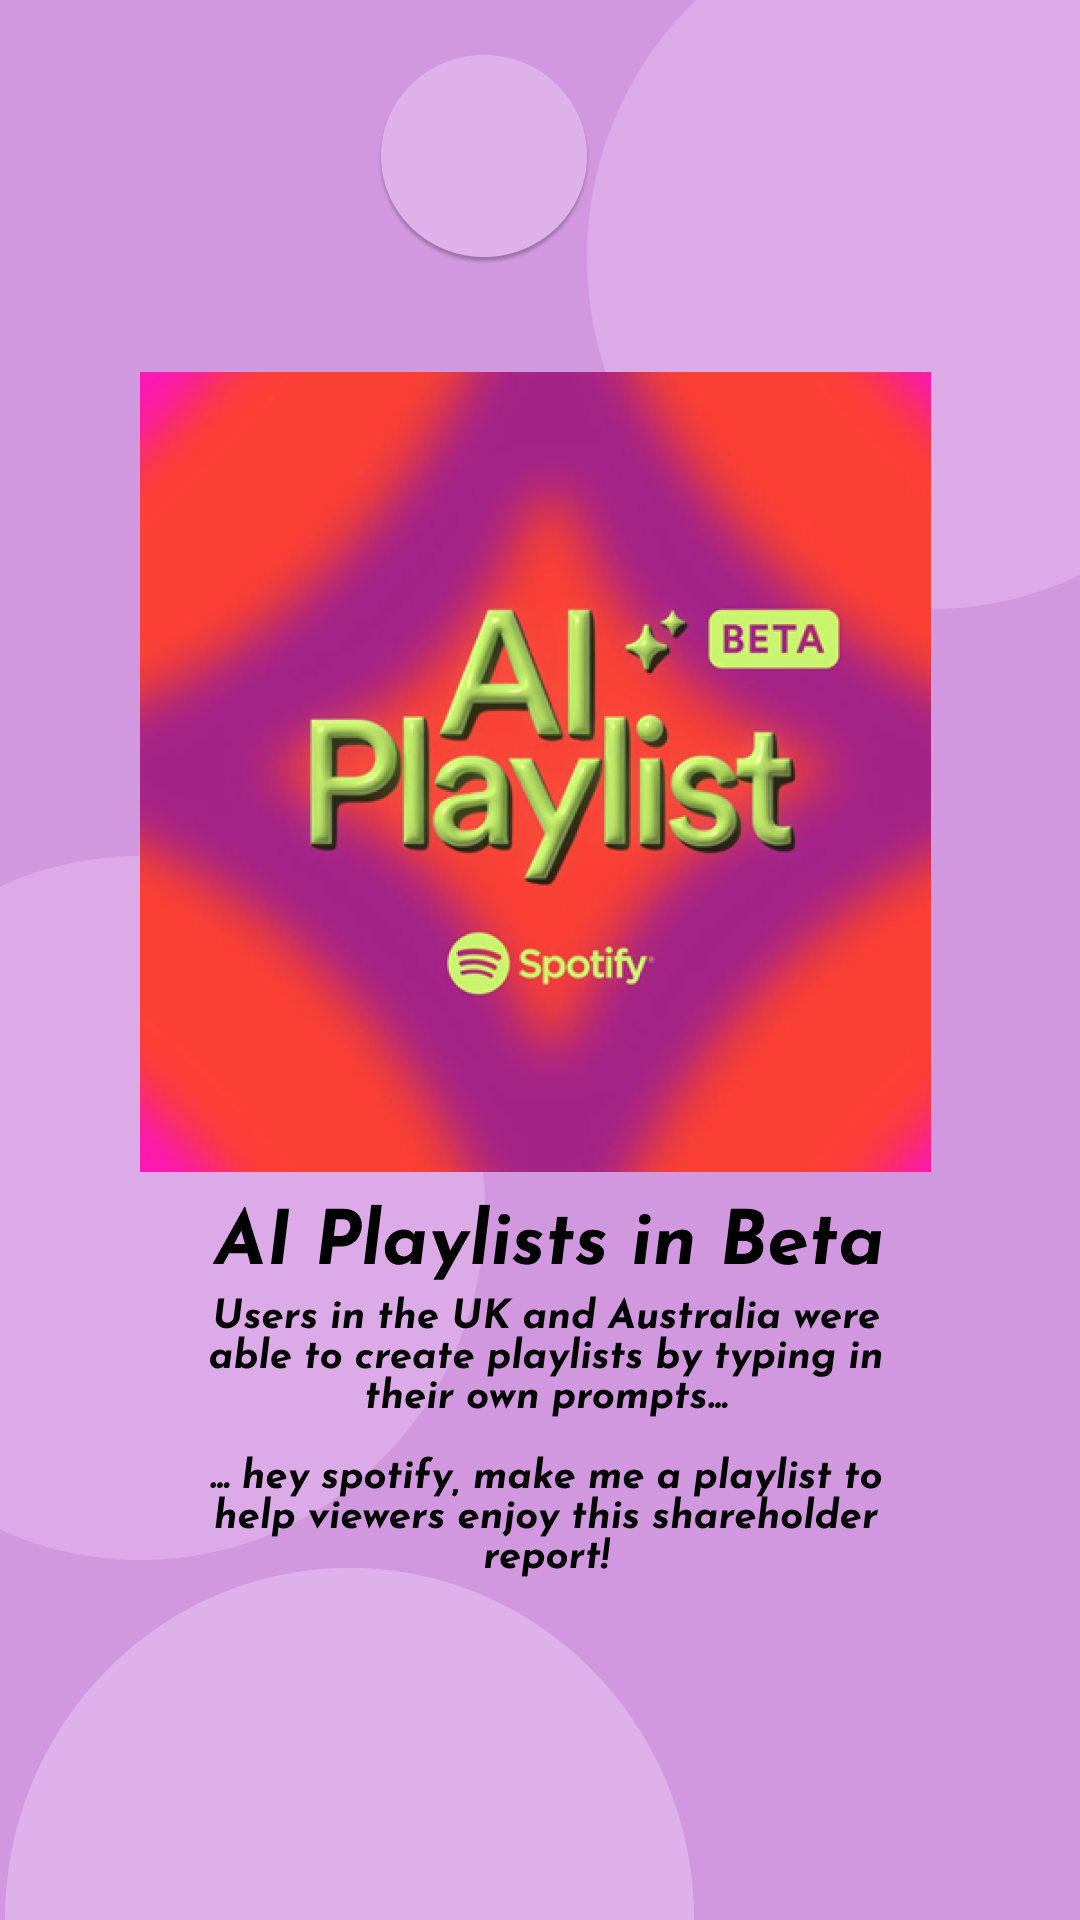 AI BETA
Playlist
Spotify
AI Playlists in Beta
Users in the UK and Australia were
able to create playlists by typing in
their own prompts...
... hey spotify, make me a playlist to
help viewers enjoy this shareholder
report!